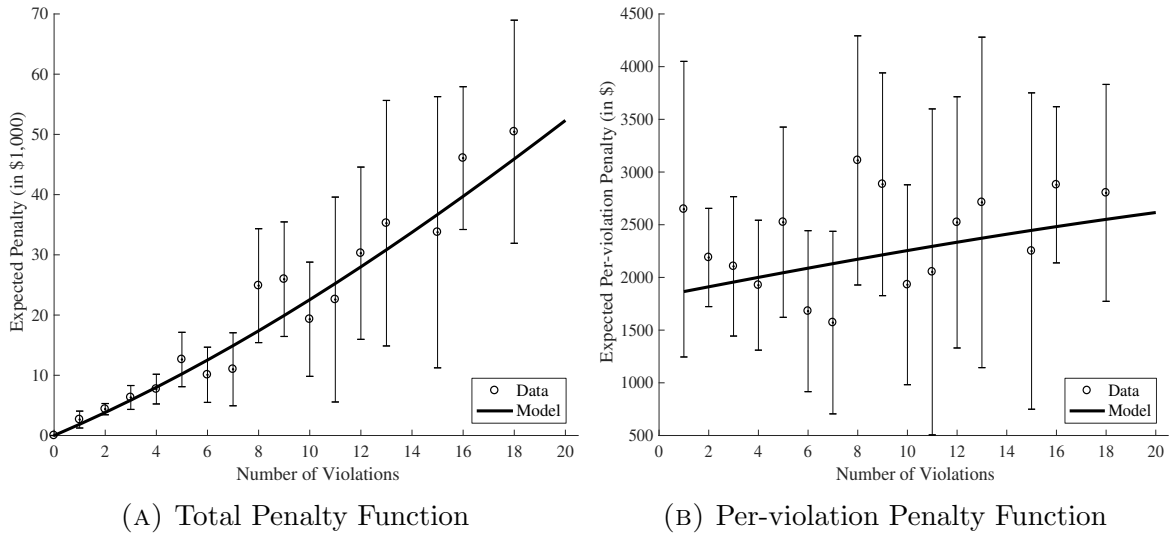 70
60
50
40
30
20
10
0
Expected Penalty (in $1,000)
0 2 4 6 8 10 12 14 16 18 20
Number of Violations
Data
Model
(A) Total Penalty Function
4500
4000
3500
3000
2500
2000
1500
1000
500
Expected Per-violation Penalty (in $)
0 2 4 6 8 10 12 14 16 18 20
Number of Violations
Data
Model
(B) Per-violation Penalty Function